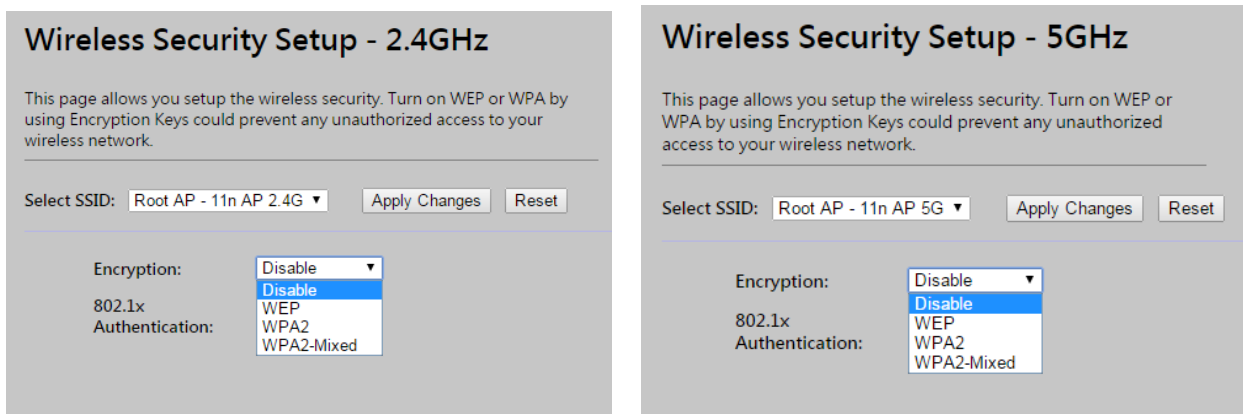 Wireless Security Setup - 2.4GHz
This page allows you setup the wireless security. Turn on WEP or WPA by
using Encryption Keys could prevent any unauthorized access to your
wireless network.
Select SSID: Root AP - 11n AP 2.4G Apply Changes Reset
Encryption: Disable
Disable
802.1x WEP
Authentication: WPA2
WPA2-Mixed
Wireless Security Setup - 5GHz
This page allows you setup the wireless security. Turn on WEP or
WPA by using Encryption Keys could prevent any unauthorized
access to your wireless network.
Select SSID: Root AP - 11n AP 5G Apply Changes Reset
Encryption: Disable
Disable
802.1x WEP
Authentication: WPA2
WPA2-Mixed